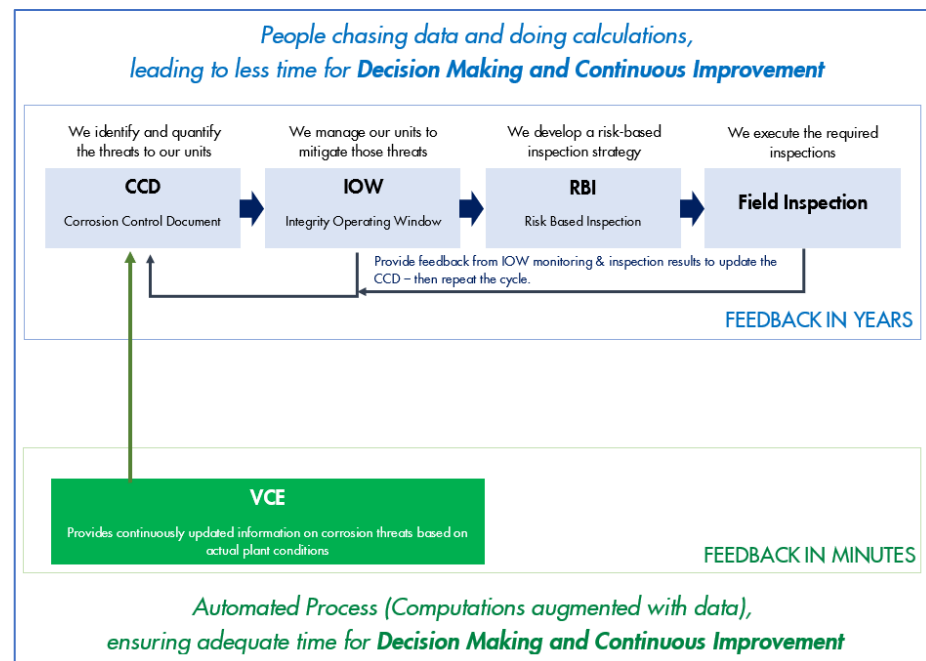 People chasing data and doing calculations,
leading to less time for Decision Making and Continuous Improvement
We identify and quantify
the threats to our units
CCD
Corrosion Control Document
We manage our units to
mitigate those threats
IOW
Integrity Operating Window
We develop a risk-based
inspection strategy
RBI
Risk Based Inspection
We execute the required
inspections
Field Inspection
Provide feedback from IOW monitoring & inspection results to update the
CCD – then repeat the cycle.
FEEDBACK IN YEARS
VCE
Provides continuously updated information on corrosion threats based on
actual plant conditions
FEEDBACK IN MINUTES
Automated Process (Computations augmented with data),
ensuring adequate time for Decision Making and Continuous Improvement